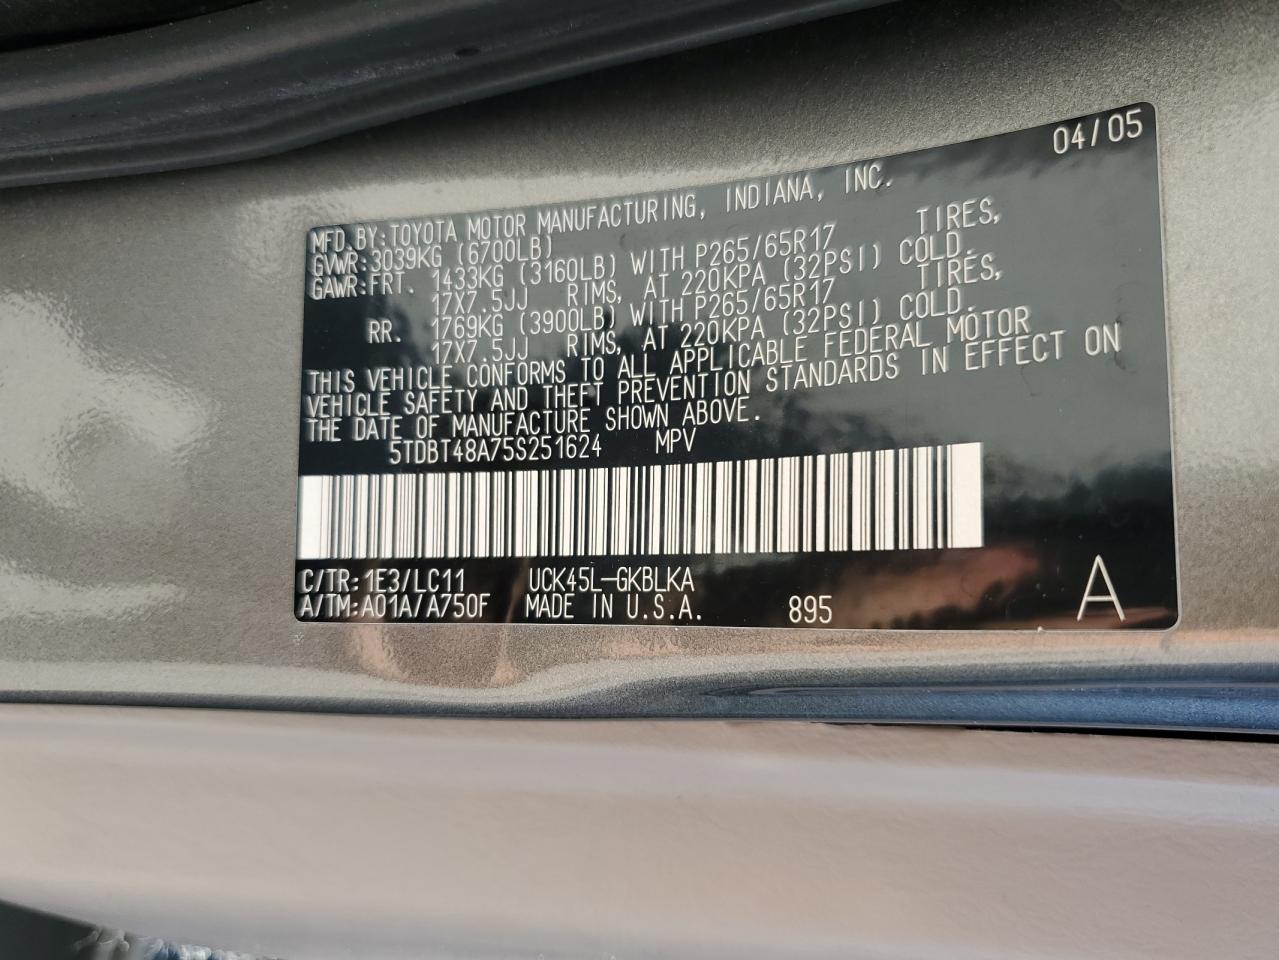 04/05
MFD.BY:TOYOTA MOTOR MANUFACTURING, INDIANA, INC.
GVWR:3039KG (6700LB)
GAWR:FRT. 1433KG (3160LB) WITH P265/65R17 TIRES,
17X7.5JJ RIMS, AT 220KPA (32PSI) COLD.
RR. 1769KG (3900LB) WITH P265/65R17 TIRES,
17X7.5JJ RIMS, AT 220KPA (32PSI) COLD.
THIS VEHICLE CONFORMS TO ALL APPLICABLE FEDERAL MOTOR
VEHICLE SAFETY AND THEFT PREVENTION STANDARDS IN EFFECT ON
THE DATE OF MANUFACTURE SHOWN ABOVE.
5TDBT48A75S251624 MPV
C/TR:1E3/LC11 UCK45L-GKBLKA
A/TM:A01A/A750F MADE IN U.S.A. 895 A